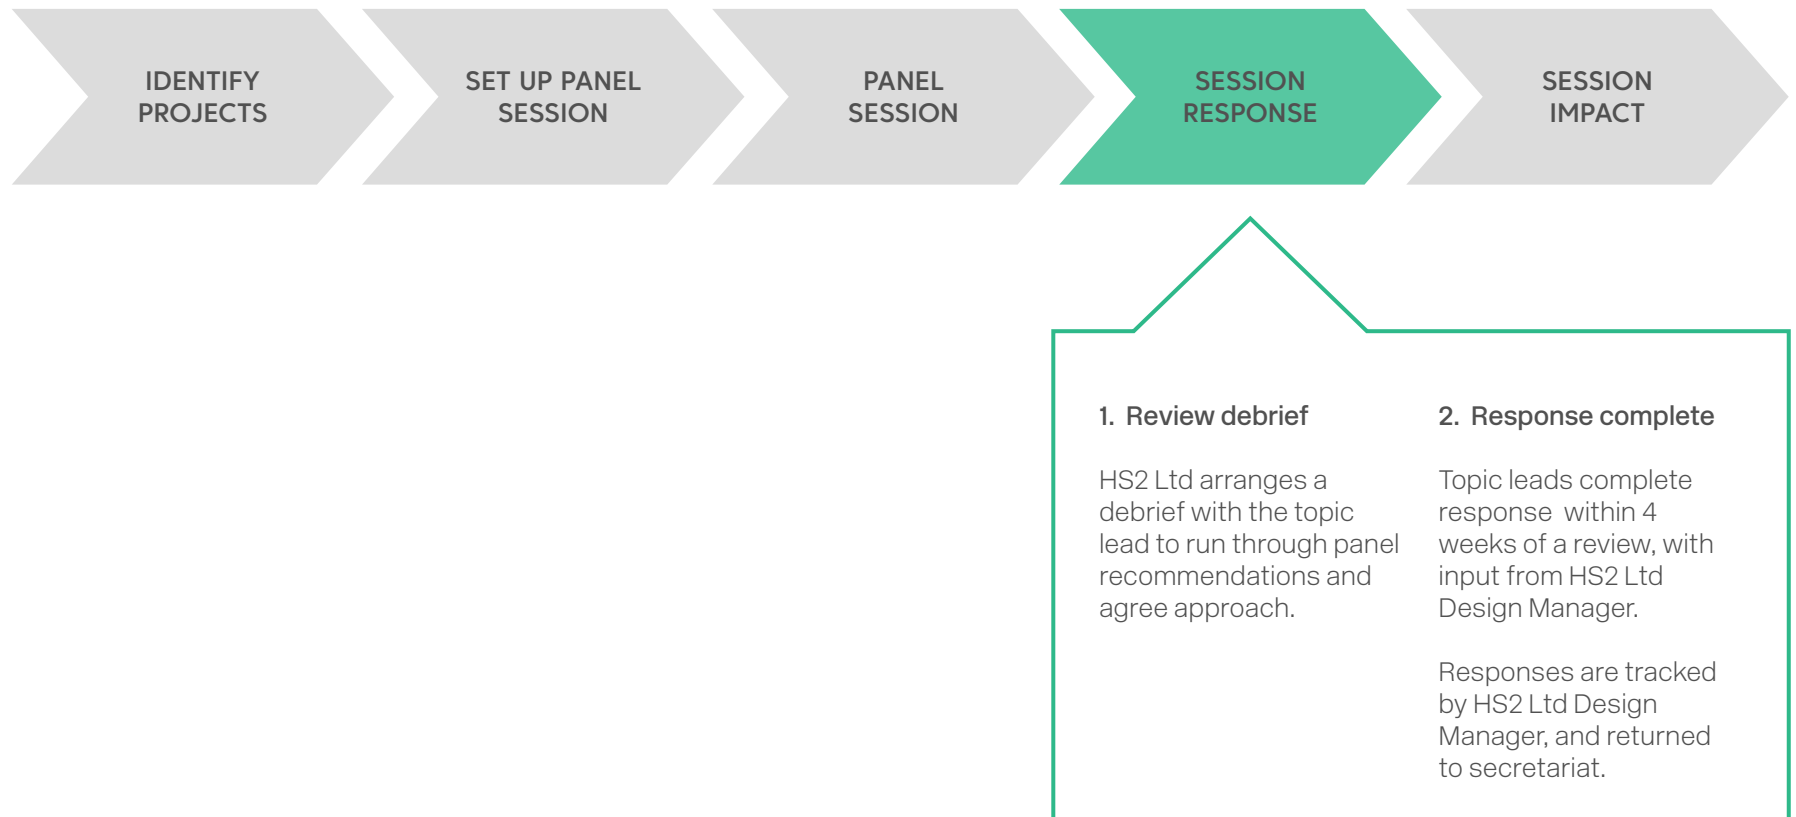 IDENTIFY
PROJECTS
SET UP PANEL
SESSION
PANEL
SESSION
SESSION
RESPONSE
SESSION
IMPACT
1. Review debrief
HS2 Ltd arranges a
debrief with the topic
lead to run through panel
recommendations and
agree approach.
2. Response complete
Topic leads complete
response within 4
weeks of a review, with
input from HS2 Ltd
Design Manager.
Responses are tracked
by HS2 Ltd Design
Manager, and returned
to secretariat.